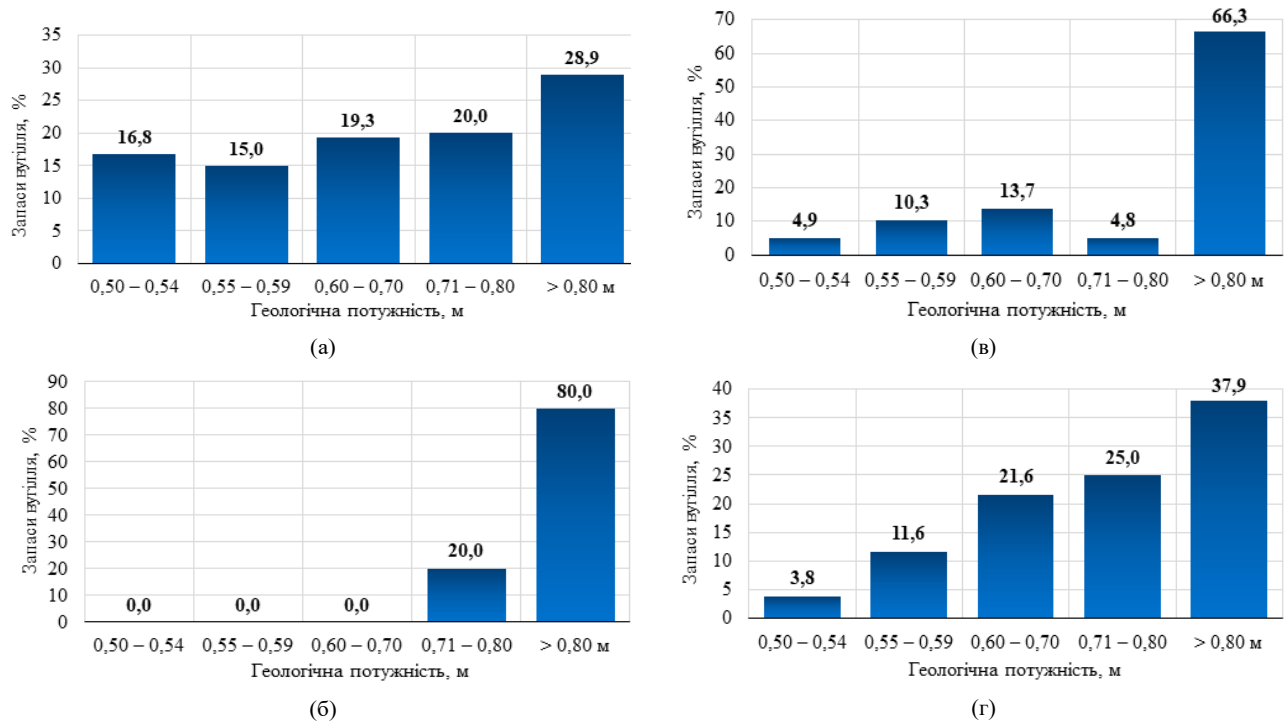 Запаси вугілля, %
35
30
25
20
15
10
5
0
16,8
15,0
19,3
20,0
28,9
0,50 – 0,54
0,55 – 0,59
0,60 – 0,70
0,71 – 0,80
> 0,80 м
Геологічна потужність, м
(а)
Запаси вугілля, %
70
60
50
40
30
20
10
0
4,9
10,3
13,7
4,8
66,3
0,50 – 0,54
0,55 – 0,59
0,60 – 0,70
0,71 – 0,80
> 0,80 м
Геологічна потужність, м
(в)
Запаси вугілля, %
90
80
70
60
50
40
30
20
10
0
0,0
0,0
0,0
20,0
80,0
0,50 – 0,54
0,55 – 0,59
0,60 – 0,70
0,71 – 0,80
> 0,80 м
Геологічна потужність, м
(б)
Запаси вугілля, %
40
35
30
25
20
15
10
5
0
3,8
11,6
21,6
25,0
37,9
0,50 – 0,54
0,55 – 0,59
0,60 – 0,70
0,71 – 0,80
> 0,80 м
Геологічна потужність, м
(г)